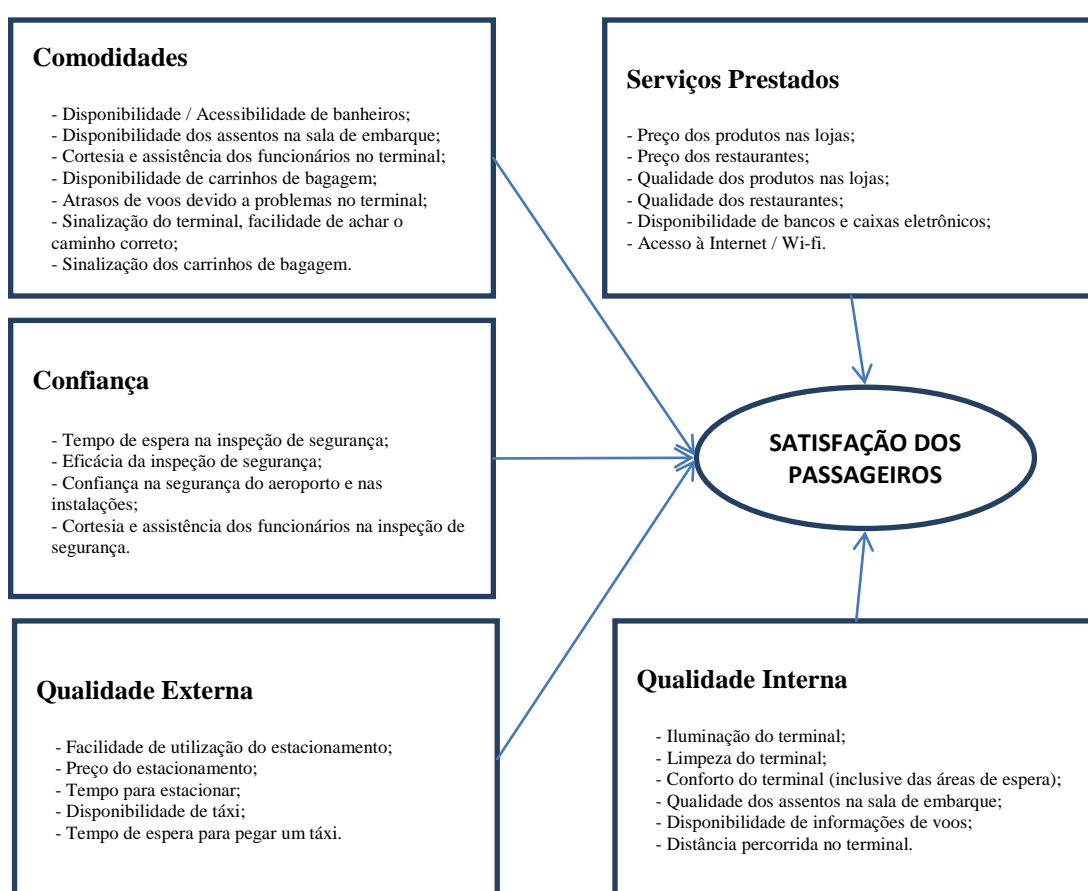 Comodidades
- Disponibilidade / Acessibilidade de banheiros;
- Disponibilidade dos assentos na sala de embarque;
- Cortesia e assistência dos funcionários no terminal;
- Disponibilidade de carrinhos de bagagem;
- Atrasos de voos devido a problemas no terminal;
- Sinalização do terminal, facilidade de achar o
caminho correto;
- Sinalização dos carrinhos de bagagem.
Serviços Prestados
- Preço dos produtos nas lojas;
- Preço dos restaurantes;
- Qualidade dos produtos nas lojas;
- Qualidade dos restaurantes;
- Disponibilidade de bancos e caixas eletrônicos;
- Acesso à Internet / Wi-fi.
Confiança
- Tempo de espera na inspeção de segurança;
- Eficácia da inspeção de segurança;
- Confiança na segurança do aeroporto e nas
instalações;
- Cortesia e assistência dos funcionários na inspeção de
segurança.
SATISFAÇÃO DOS
PASSAGEIROS
Qualidade Externa
- Facilidade de utilização do estacionamento;
- Preço do estacionamento;
- Tempo para estacionar;
- Disponibilidade de táxi;
- Tempo de espera para pegar um táxi.
Qualidade Interna
- Iluminação do terminal;
- Limpeza do terminal;
- Conforto do terminal (inclusive das áreas de espera);
- Qualidade dos assentos na sala de embarque;
- Disponibilidade de informações de voos;
- Distância percorrida no terminal.